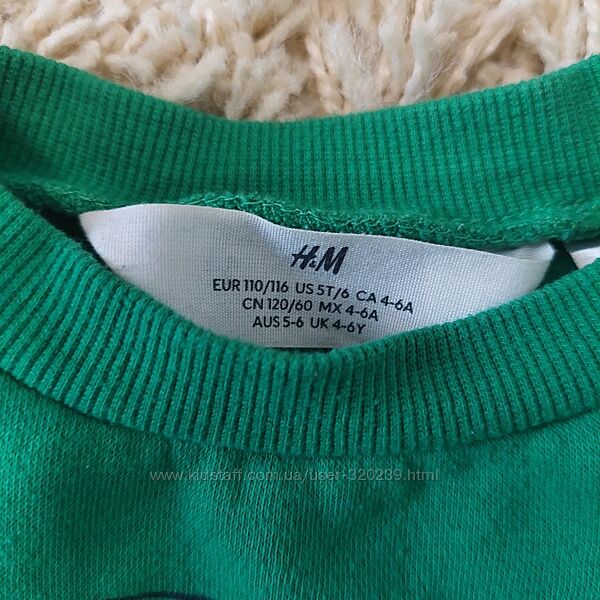 H&M
EUR 110/116 US 5T/6 CA 4-6A
CN 120/60 MX 4-6A
AUS 5-6 UK 4-6Y
www.kidstaff.com.ua/user-320239.html